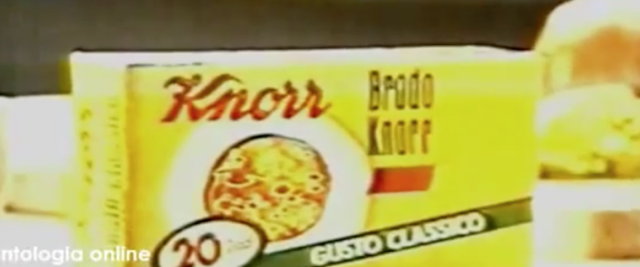 Knorr
Brodo
Knorr
20
GUSTO CLASSICO
ntologia online